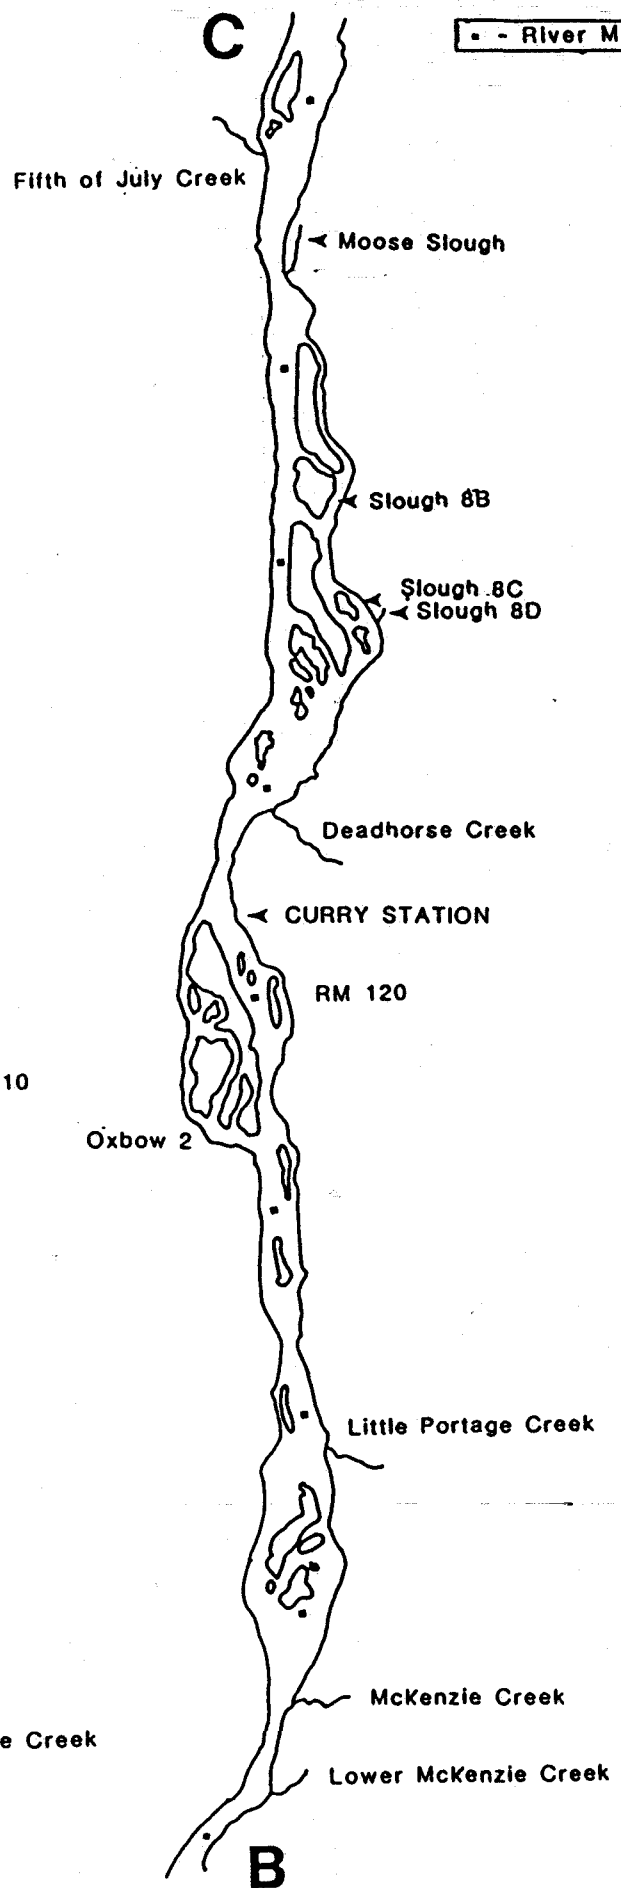 C
▪ - River M
Fifth of July Creek
Moose Slough
Slough 8B
Slough 8C
Slough 8D
Deadhorse Creek
CURRY STATION
RM 120
10
Oxbow 2
Little Portage Creek
McKenzie Creek
e Creek
Lower McKenzie Creek
B